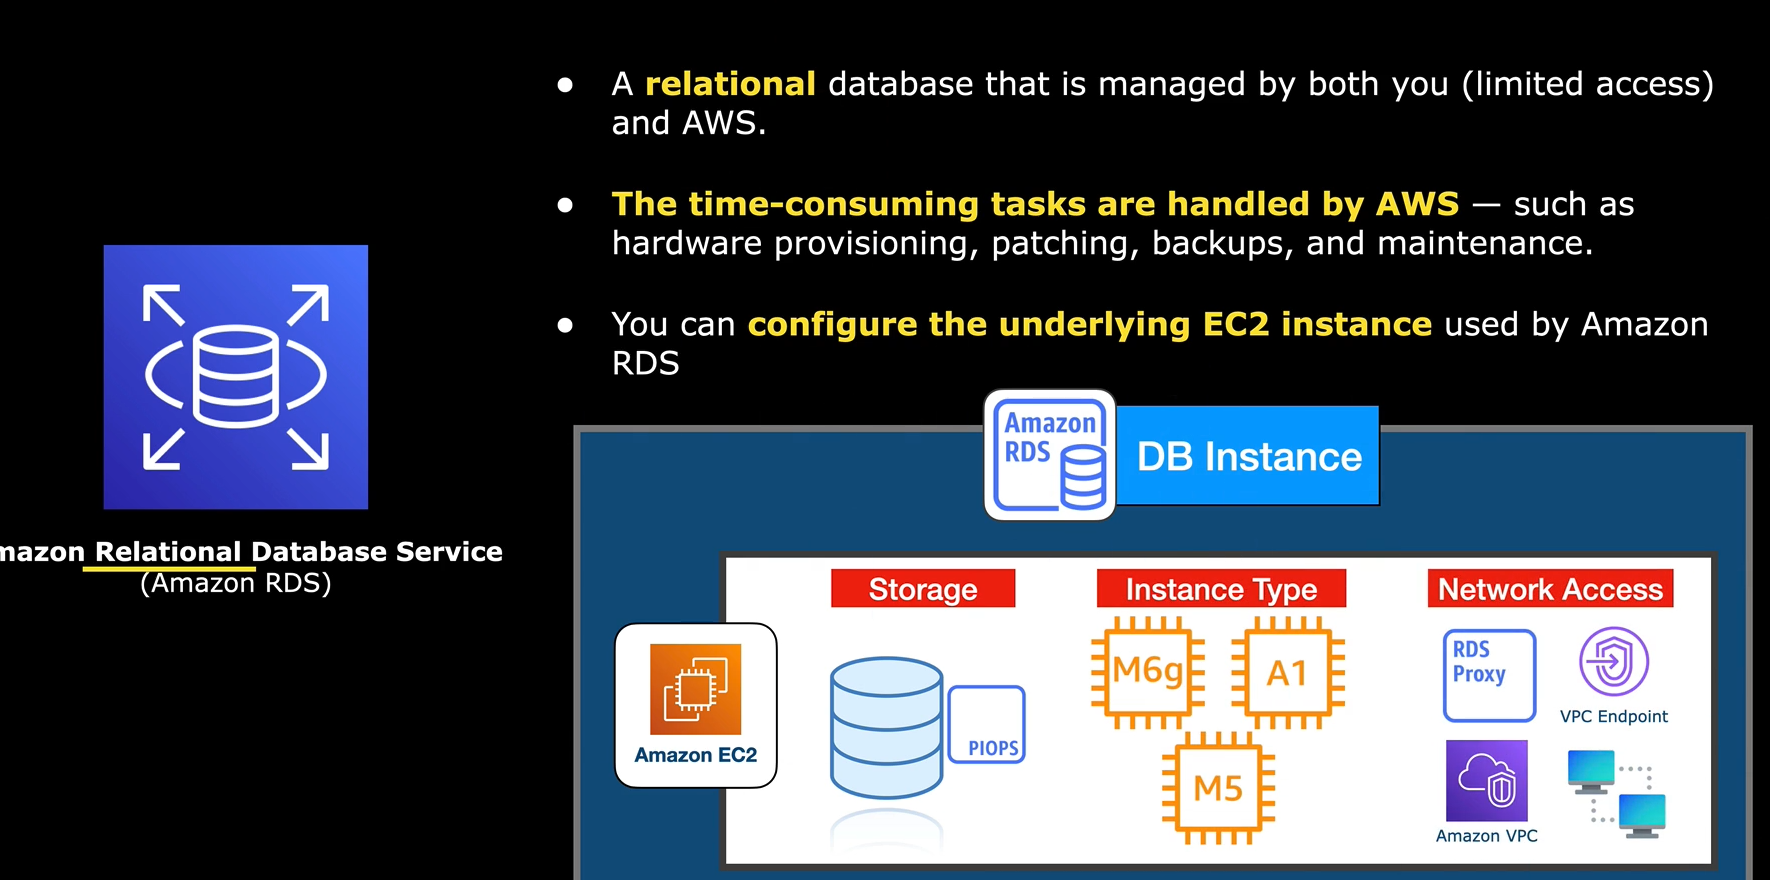 ● A relational database that is managed by both you (limited access)
and AWS.
● The time-consuming tasks are handled by AWS — such as
hardware provisioning, patching, backups, and maintenance.
● You can configure the underlying EC2 instance used by Amazon
RDS
mazon Relational Database Service
(Amazon RDS)
Amazon
RDS
DB Instance
Storage
Instance Type
Network Access
Amazon EC2
PIOPS
M6g
A1
M5
RDS
Proxy
VPC Endpoint
Amazon VPC